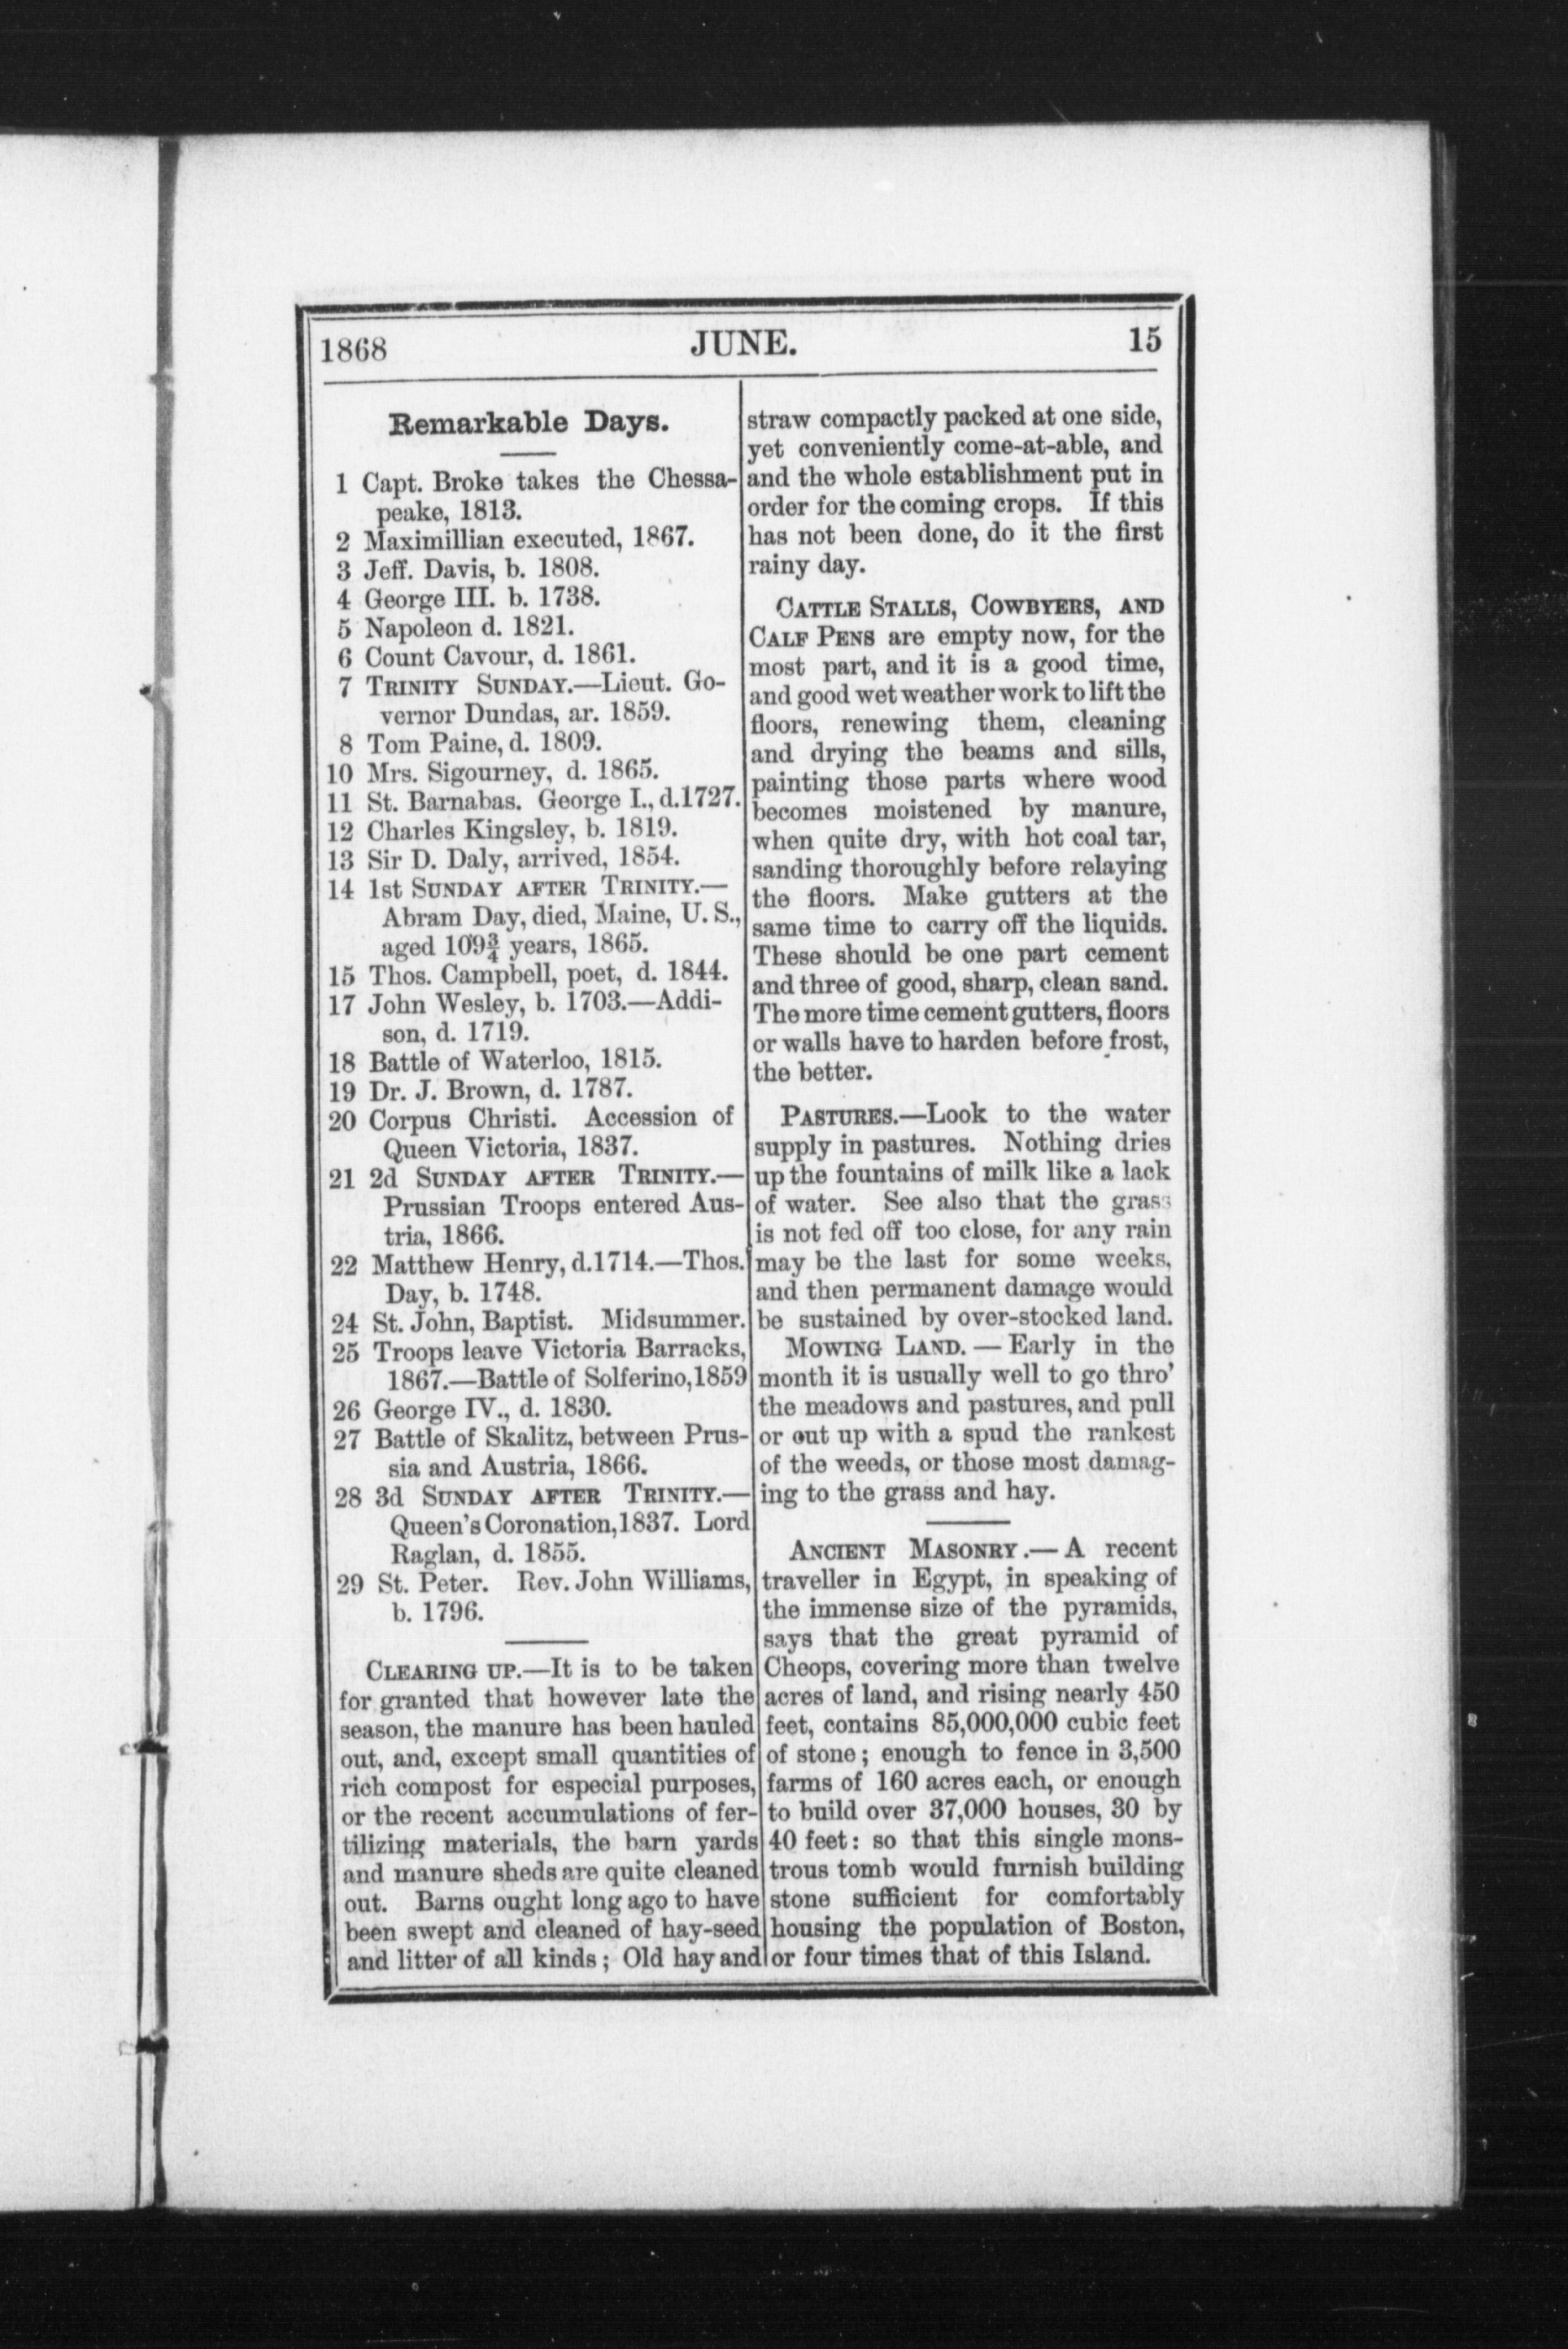 1868 JUNE. 15
Remarkable Days.
1 Capt. Broke takes the Chessa-
peake, 1813.
2 Maximillian executed, 1867.
3 Jeff. Davis, b. 1808.
4 George III. b. 1738.
5 Napoleon d. 1821.
6 Count Cavour, d. 1861.
7 TRINITY SUNDAY.—Lieut. Go-
vernor Dundas, ar. 1859.
8 Tom Paine, d. 1809.
10 Mrs. Sigourney, d. 1865.
11 St. Barnabas. George I., d.1727.
12 Charles Kingsley, b. 1819.
13 Sir D. Daly, arrived, 1854.
14 1st SUNDAY AFTER TRINITY.—
Abram Day, died, Maine, U. S.,
aged 109¾ years, 1865.
15 Thos. Campbell, poet, d. 1844.
17 John Wesley, b. 1703.—Addi-
son, d. 1719.
18 Battle of Waterloo, 1815.
19 Dr. J. Brown, d. 1787.
20 Corpus Christi. Accession of
Queen Victoria, 1837.
21 2d SUNDAY AFTER TRINITY.—
Prussian Troops entered Aus-
tria, 1866.
22 Matthew Henry, d.1714.—Thos.
Day, b. 1748.
24 St. John, Baptist. Midsummer.
25 Troops leave Victoria Barracks,
1867.—Battle of Solferino,1859
26 George IV., d. 1830.
27 Battle of Skalitz, between Prus-
sia and Austria, 1866.
28 3d SUNDAY AFTER TRINITY.—
Queen's Coronation,1837. Lord
Raglan, d. 1855.
29 St. Peter. Rev. John Williams,
b. 1796.
CLEARING UP.—It is to be taken
for granted that however late the
season, the manure has been hauled
out, and, except small quantities of
rich compost for especial purposes,
or the recent accumulations of fer-
tilizing materials, the barn yards
and manure sheds are quite cleaned
out. Barns ought long ago to have
been swept and cleaned of hay-seed
and litter of all kinds; Old hay and
straw compactly packed at one side,
yet conveniently come-at-able, and
and the whole establishment put in
order for the coming crops. If this
has not been done, do it the first
rainy day.
CATTLE STALLS, COWBYERS, AND
CALF PENS are empty now, for the
most part, and it is a good time,
and good wet weather work to lift the
floors, renewing them, cleaning
and drying the beams and sills,
painting those parts where wood
becomes moistened by manure,
when quite dry, with hot coal tar,
sanding thoroughly before relaying
the floors. Make gutters at the
same time to carry off the liquids.
These should be one part cement
and three of good, sharp, clean sand.
The more time cement gutters, floors
or walls have to harden before frost,
the better.
PASTURES.—Look to the water
supply in pastures. Nothing dries
up the fountains of milk like a lack
of water. See also that the grass
is not fed off too close, for any rain
may be the last for some weeks,
and then permanent damage would
be sustained by over-stocked land.
MOWING LAND. — Early in the
month it is usually well to go thro'
the meadows and pastures, and pull
or out up with a spud the rankest
of the weeds, or those most damag-
ing to the grass and hay.
ANCIENT MASONRY.— A recent
traveller in Egypt, in speaking of
the immense size of the pyramids,
says that the great pyramid of
Cheops, covering more than twelve
acres of land, and rising nearly 450
feet, contains 85,000,000 cubic feet
of stone; enough to fence in 3,500
farms of 160 acres each, or enough
to build over 37,000 houses, 30 by
40 feet: so that this single mons-
trous tomb would furnish building
stone sufficient for comfortably
housing the population of Boston,
or four times that of this Island.